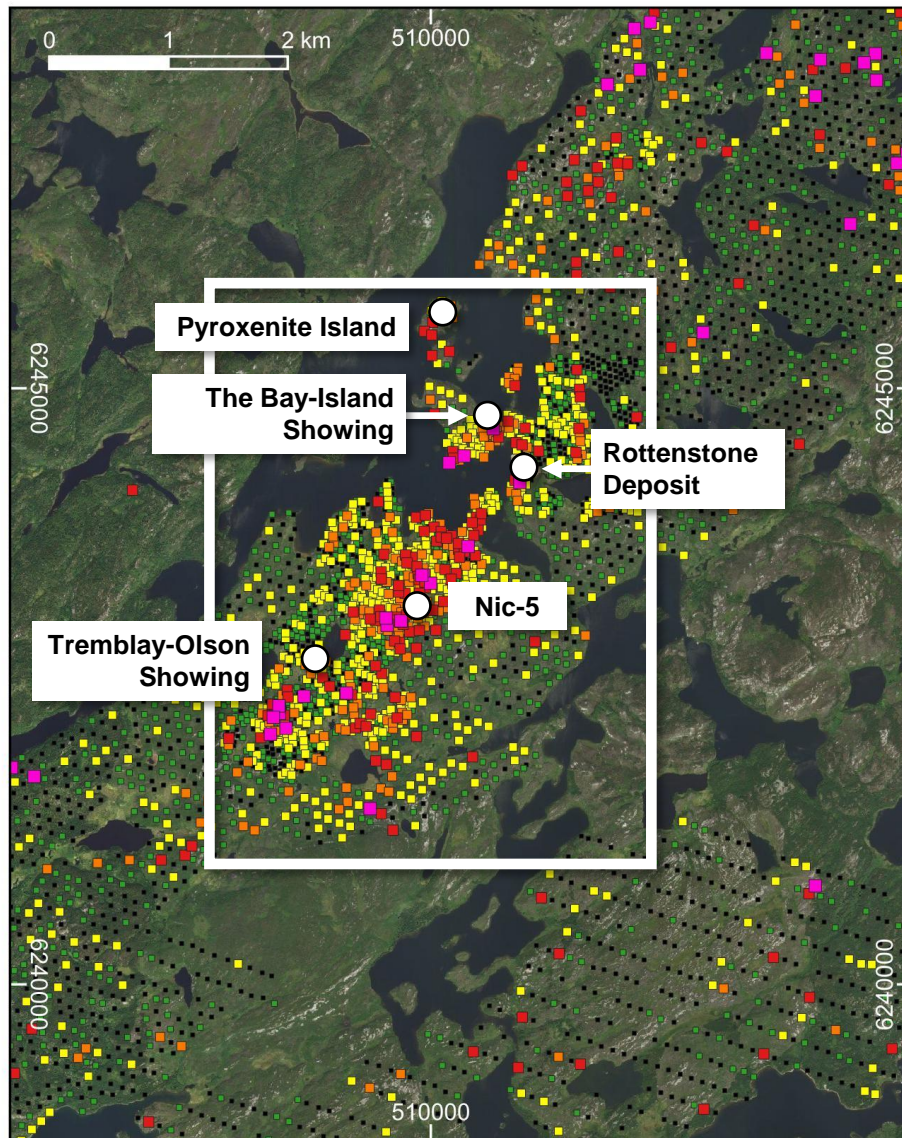 510000
0 1 2 km
Pyroxenite Island
6245000
6245000
The Bay-Island
Showing
Rottenstone
Deposit
Nic-5
Tremblay-Olson
Showing
6240000
6240000
510000